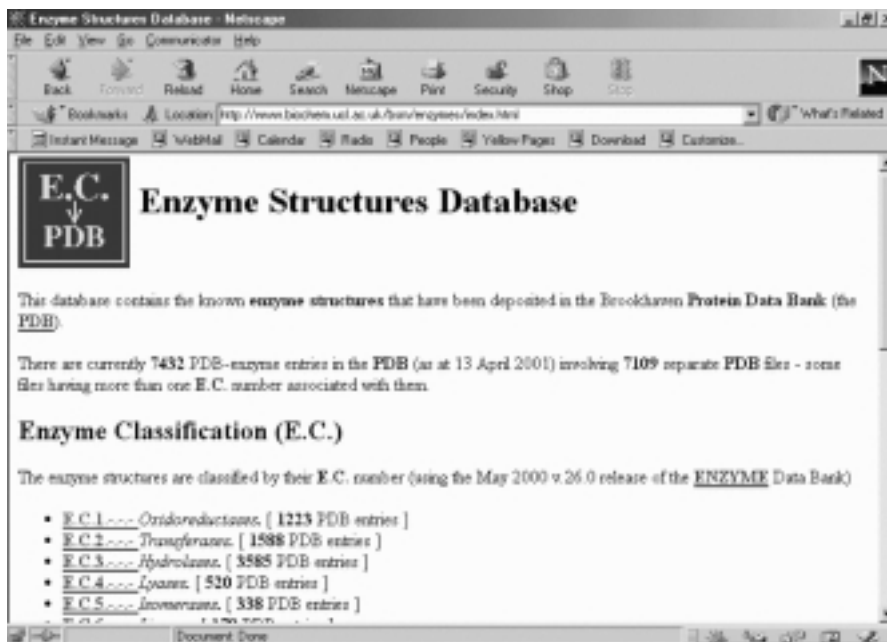 Enzyme Structures Database - Netscape
File Edit View Go Communicator Help
Back Forward Reload Home Search Netscape Print Security Shop Stop
Bookmarks Location: http://www.biochem.ucl.ac.uk/bsm/enzymes/index.html What's Related
Instant Message WebMail Calendar Radio People Yellow Pages Download Customize...
E.C.
PDB
Enzyme Structures Database
This database contains the known enzyme structures that have been deposited in the Brookhaven Protein Data Bank (the
PDB).
There are currently 7432 PDB-enzyme entries in the PDB (as at 13 April 2001) involving 7109 separate PDB files - some
files having more than one E.C. number associated with them.
Enzyme Classification (E.C.)
The enzyme structures are classified by their E.C. number (using the May 2000 v.26.0 release of the ENZYME Data Bank)
• E.C.1.-.-.- Oxidoreductases. [ 1223 PDB entries ]
• E.C.2.-.-.- Transferases. [ 1588 PDB entries ]
• E.C.3.-.-.- Hydrolases. [ 3585 PDB entries ]
• E.C.4.-.-.- Lyases. [ 520 PDB entries ]
• E.C.5.-.-.- Isomerases. [ 338 PDB entries ]
Document Done